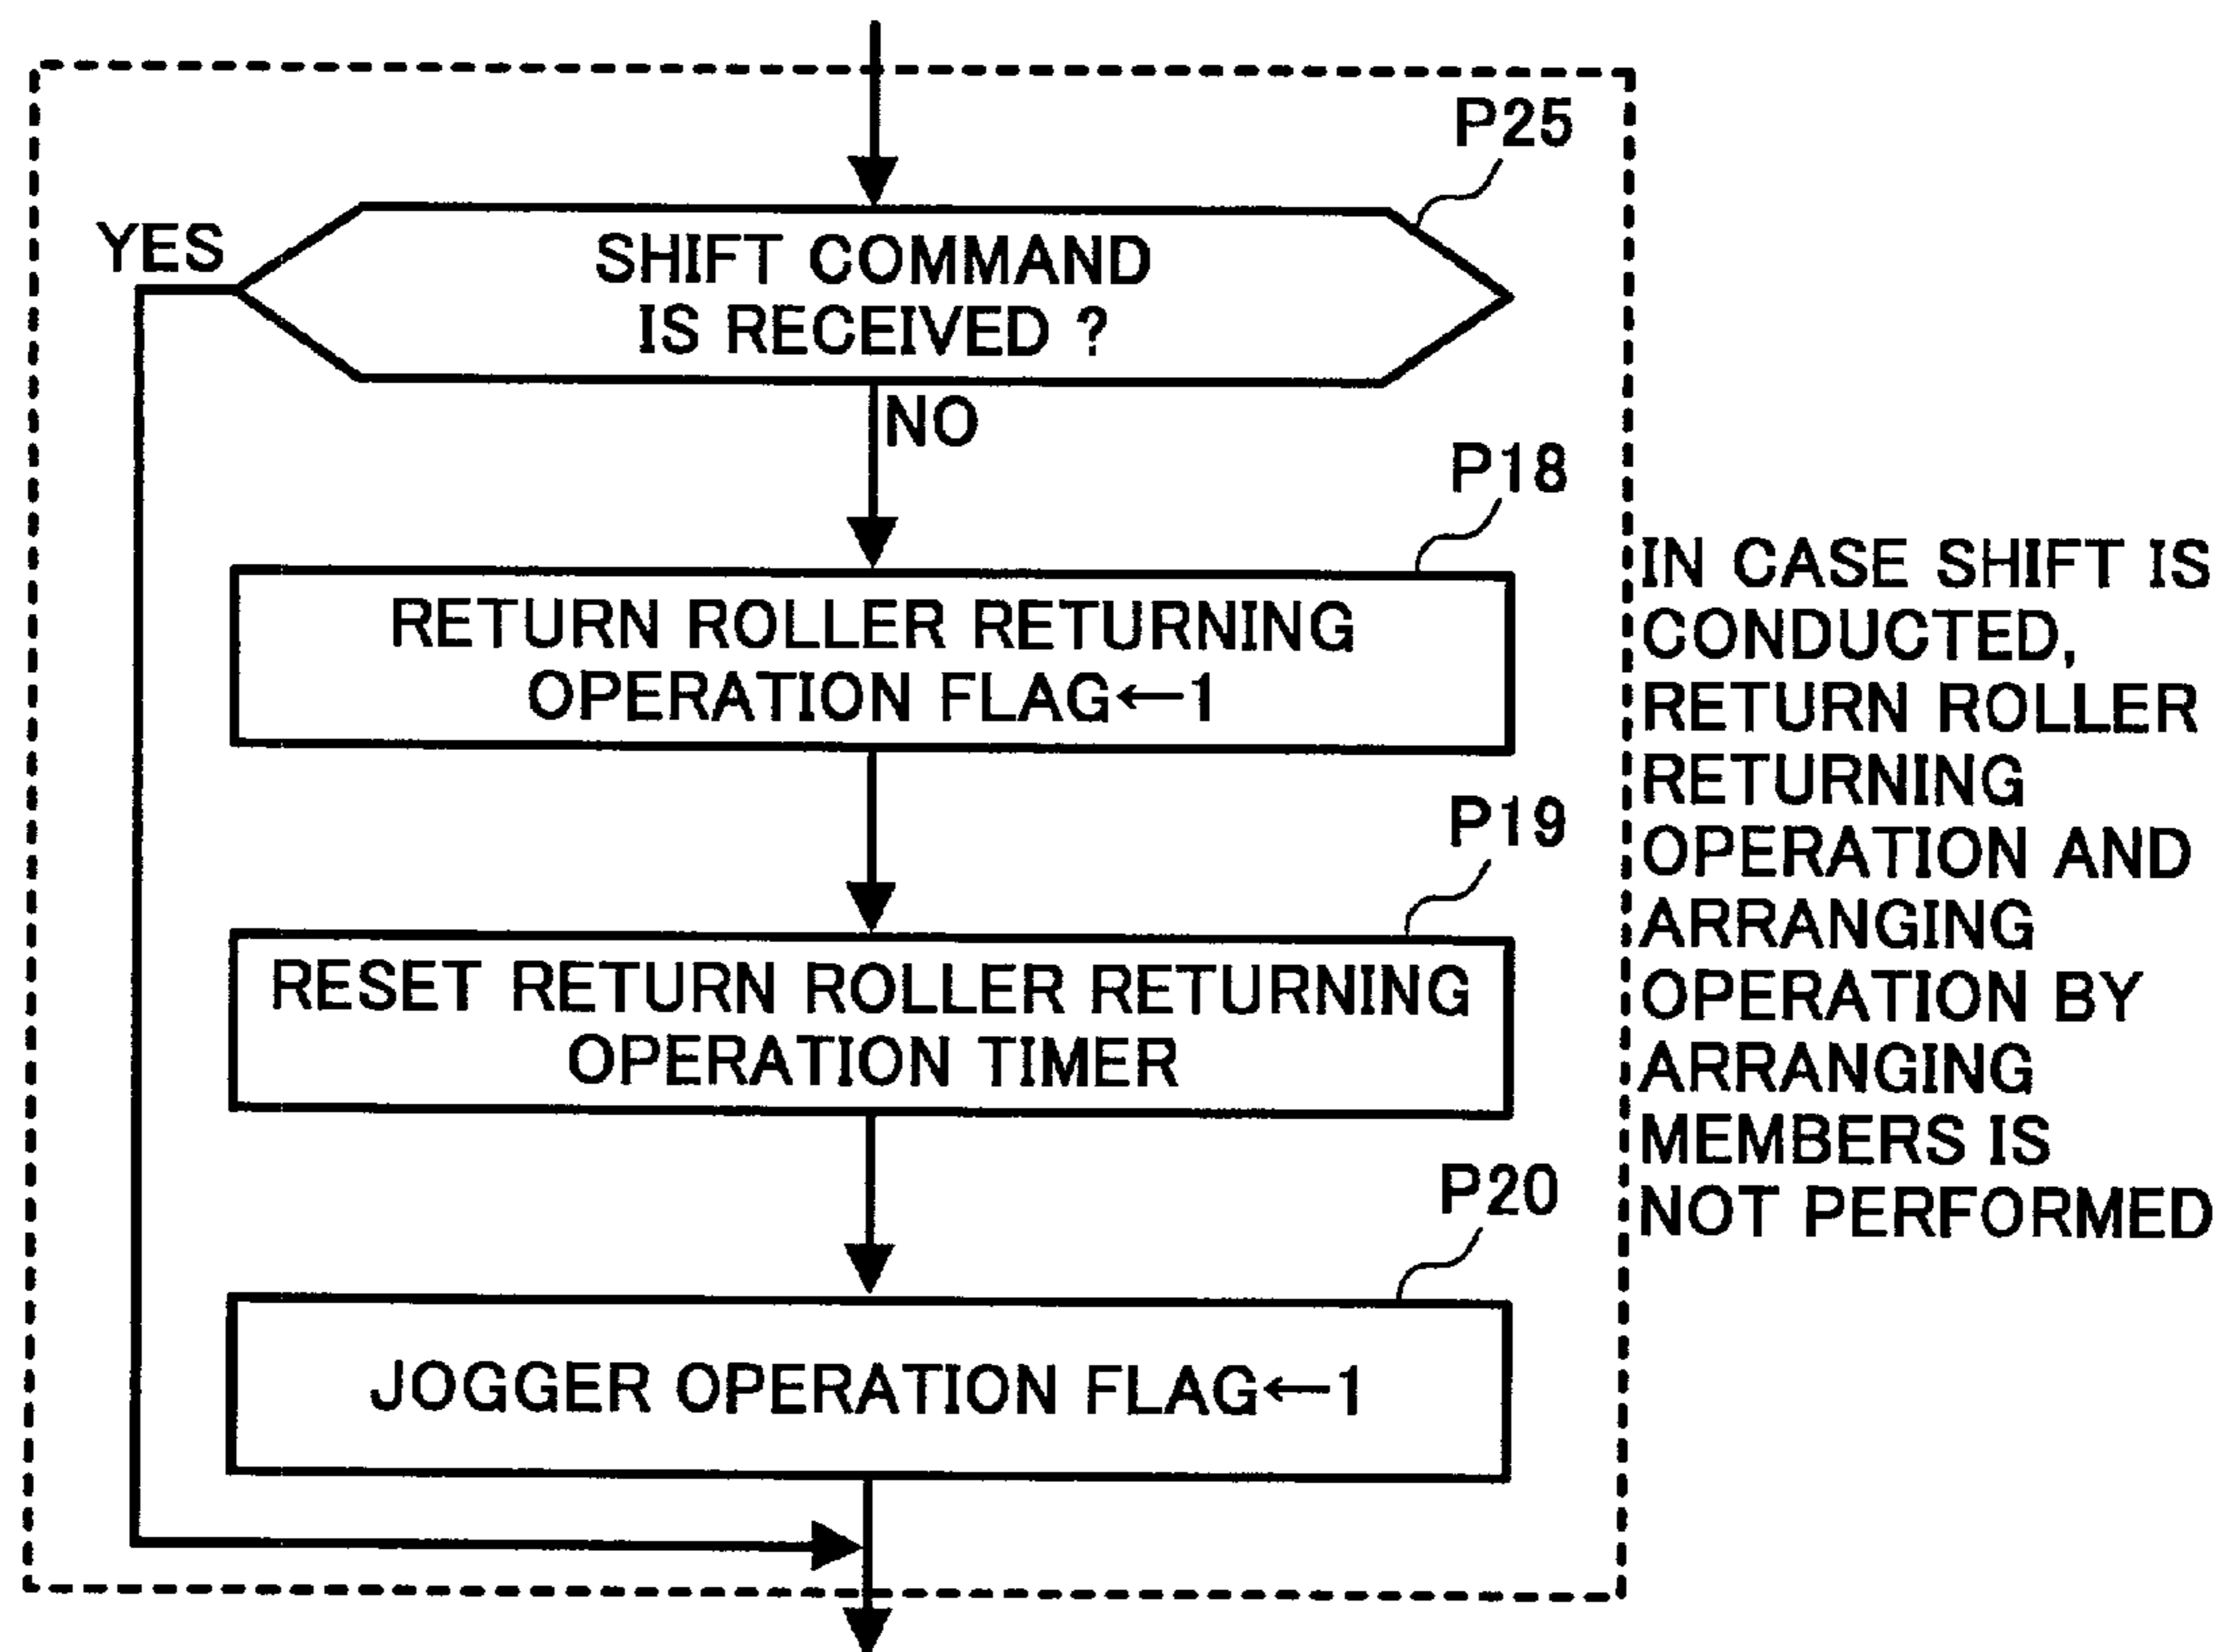 P25
YES
SHIFT COMMAND
IS RECEIVED ?
NO
P18
RETURN ROLLER RETURNING
OPERATION FLAG←1
P19
RESET RETURN ROLLER RETURNING
OPERATION TIMER
P20
JOGGER OPERATION FLAG←1
IN CASE SHIFT IS
CONDUCTED,
RETURN ROLLER
RETURNING
OPERATION AND
ARRANGING
OPERATION BY
ARRANGING
MEMBERS IS
NOT PERFORMED